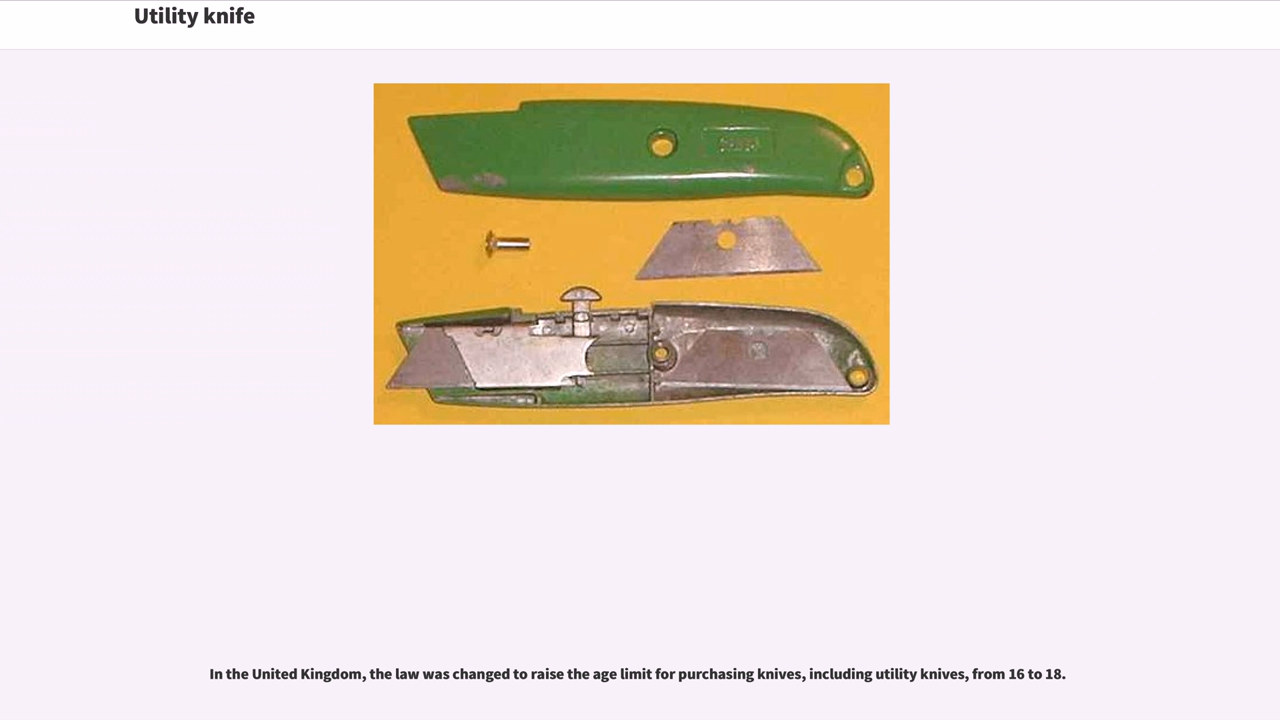 Utility knife
In the United Kingdom, the law was changed to raise the age limit for purchasing knives, including utility knives, from 16 to 18.